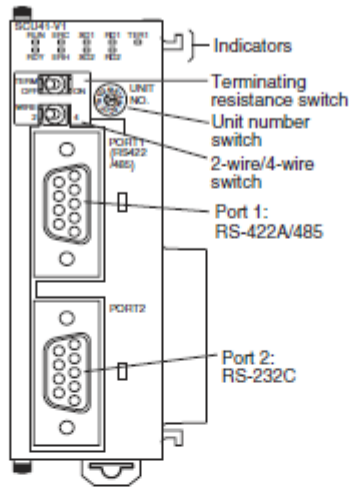 SCU41-V1
RUN ERC SD1 RD1 TER1
RDY ERH SD2 RD2
Indicators
TERM
OFF ON
UNIT
NO.
Terminating
resistance switch
Unit number
switch
WIRE
2 4
2-wire/4-wire
switch
PORT1
(RS422
/485)
Port 1:
RS-422A/485
PORT2
Port 2:
RS-232C